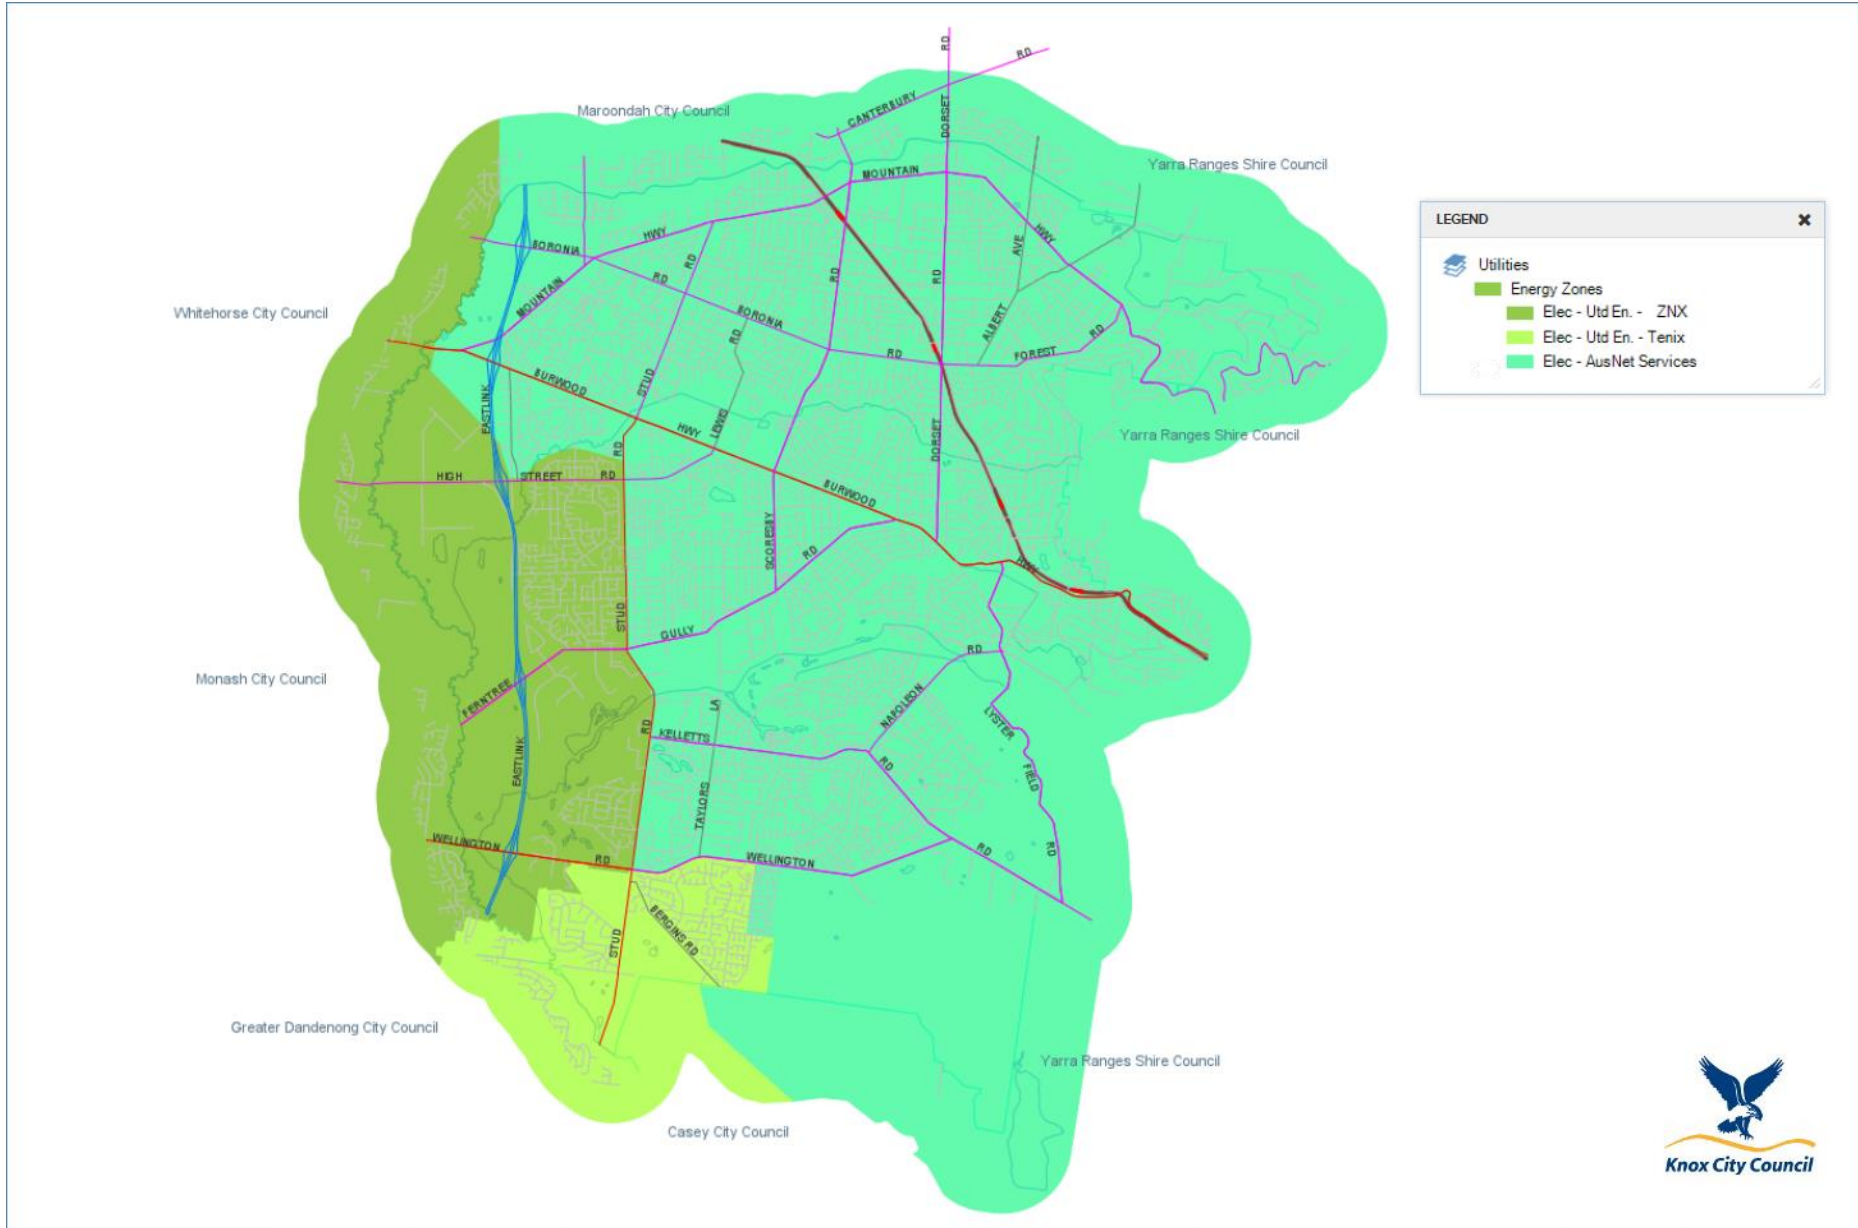 RD
RD
Maroondah City Council
CANTERBURY
DORSET
Yarra Ranges Shire Council
MOUNTAIN
LEGEND
Utilities
Energy Zones
Elec - Utd En. - ZNX
Elec - Utd En. - Tenix
Elec - AusNet Services
HWY
BORONIA
HWY
AVE
RD
RD
RD
RD
MOUNTAIN
Whitehorse City Council
BORONIA
RD
ALBERT
RD
RD
FOREST
BURWOOD
STUD
EASTLINK
LEWIS
HWY
DORSET
Yarra Ranges Shire Council
RD
HIGH
STREET
RD
BURWOOD
SCORESBY
RD
HWY
STUD
GULLY
RD
Monash City Council
FERNTREE
NAPOLEON
LA
LYSTER
RD
KELLETTS
EASTLINK
RD
FIELD
TAYLORS
WELLINGTON
RD
WELLINGTON
RD
RD
BERGINS RD
STUD
Greater Dandenong City Council
Yarra Ranges Shire Council
Casey City Council
Knox City Council